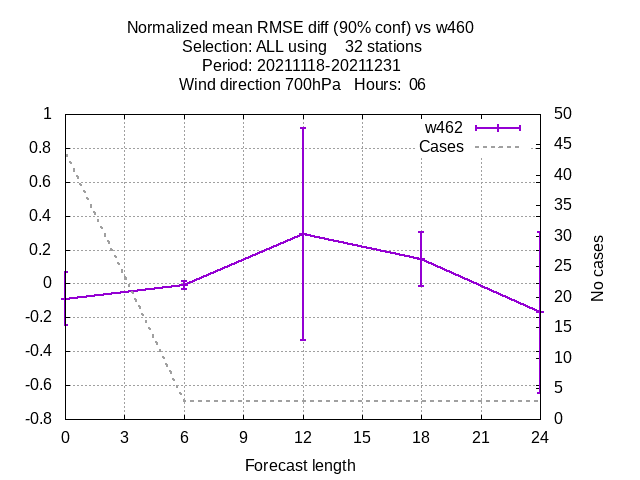 Normalized mean RMSE diff (90% conf) vs w460
Selection: ALL using    32 stations
Period: 20211118-20211231
Wind direction 700hPa   Hours:  06
w462
Cases
1
0.8
0.6
0.4
0.2
0
-0.2
-0.4
-0.6
-0.8
50
45
40
35
30
25
20
15
10
5
0
No cases
0 3 6 9 12 15 18 21 24
Forecast length